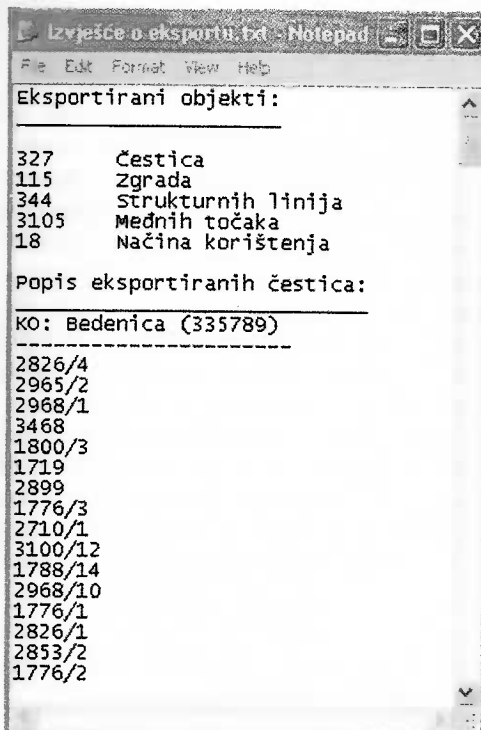 Izvješće o eksportu.txt - Notepad
File Edit Format View Help
Eksportirani objekti:
327 Čestica
115 Zgrada
344 Strukturnih linija
3105 Međnih točaka
18 Načina korištenja
Popis eksportiranih čestica:
KO: Bedenica (335789)
-----------------------
2826/4
2965/2
2968/1
3468
1800/3
1719
2899
1776/3
2710/1
3100/12
1788/14
2968/10
1776/1
2826/1
2853/2
1776/2